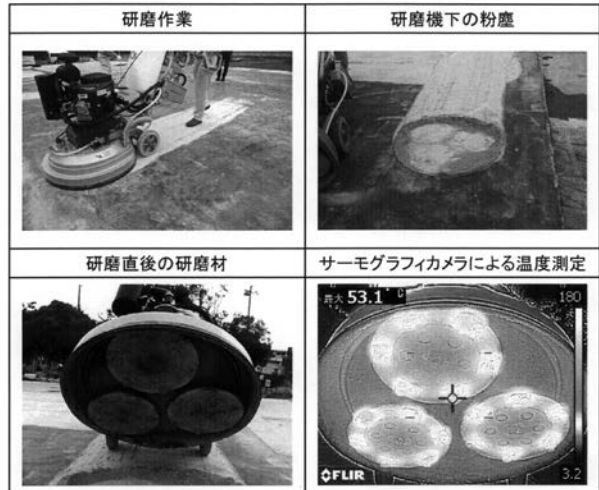 研磨作業
研磨機下の粉塵
研磨直後の研磨材
サーモグラフィカメラによる温度測定
最大 53.1 °C
180
3.2
FLIR